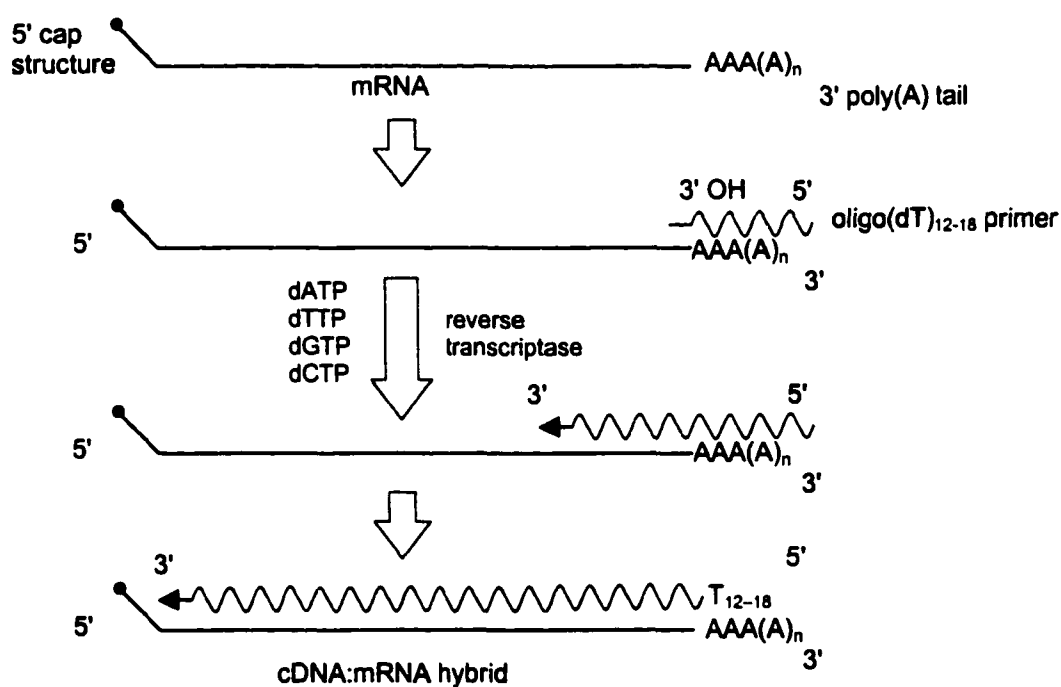 5' cap
structure
AAA(A)n
mRNA
3' poly(A) tail
3' OH 5'
oligo(dT)12-18 primer
5'
AAA(A)n
3'
dATP
dTTP
dGTP
dCTP
reverse
transcriptase
3' 5'
5'
AAA(A)n
3'
3' 5'
T12–18
5'
AAA(A)n
3'
cDNA:mRNA hybrid